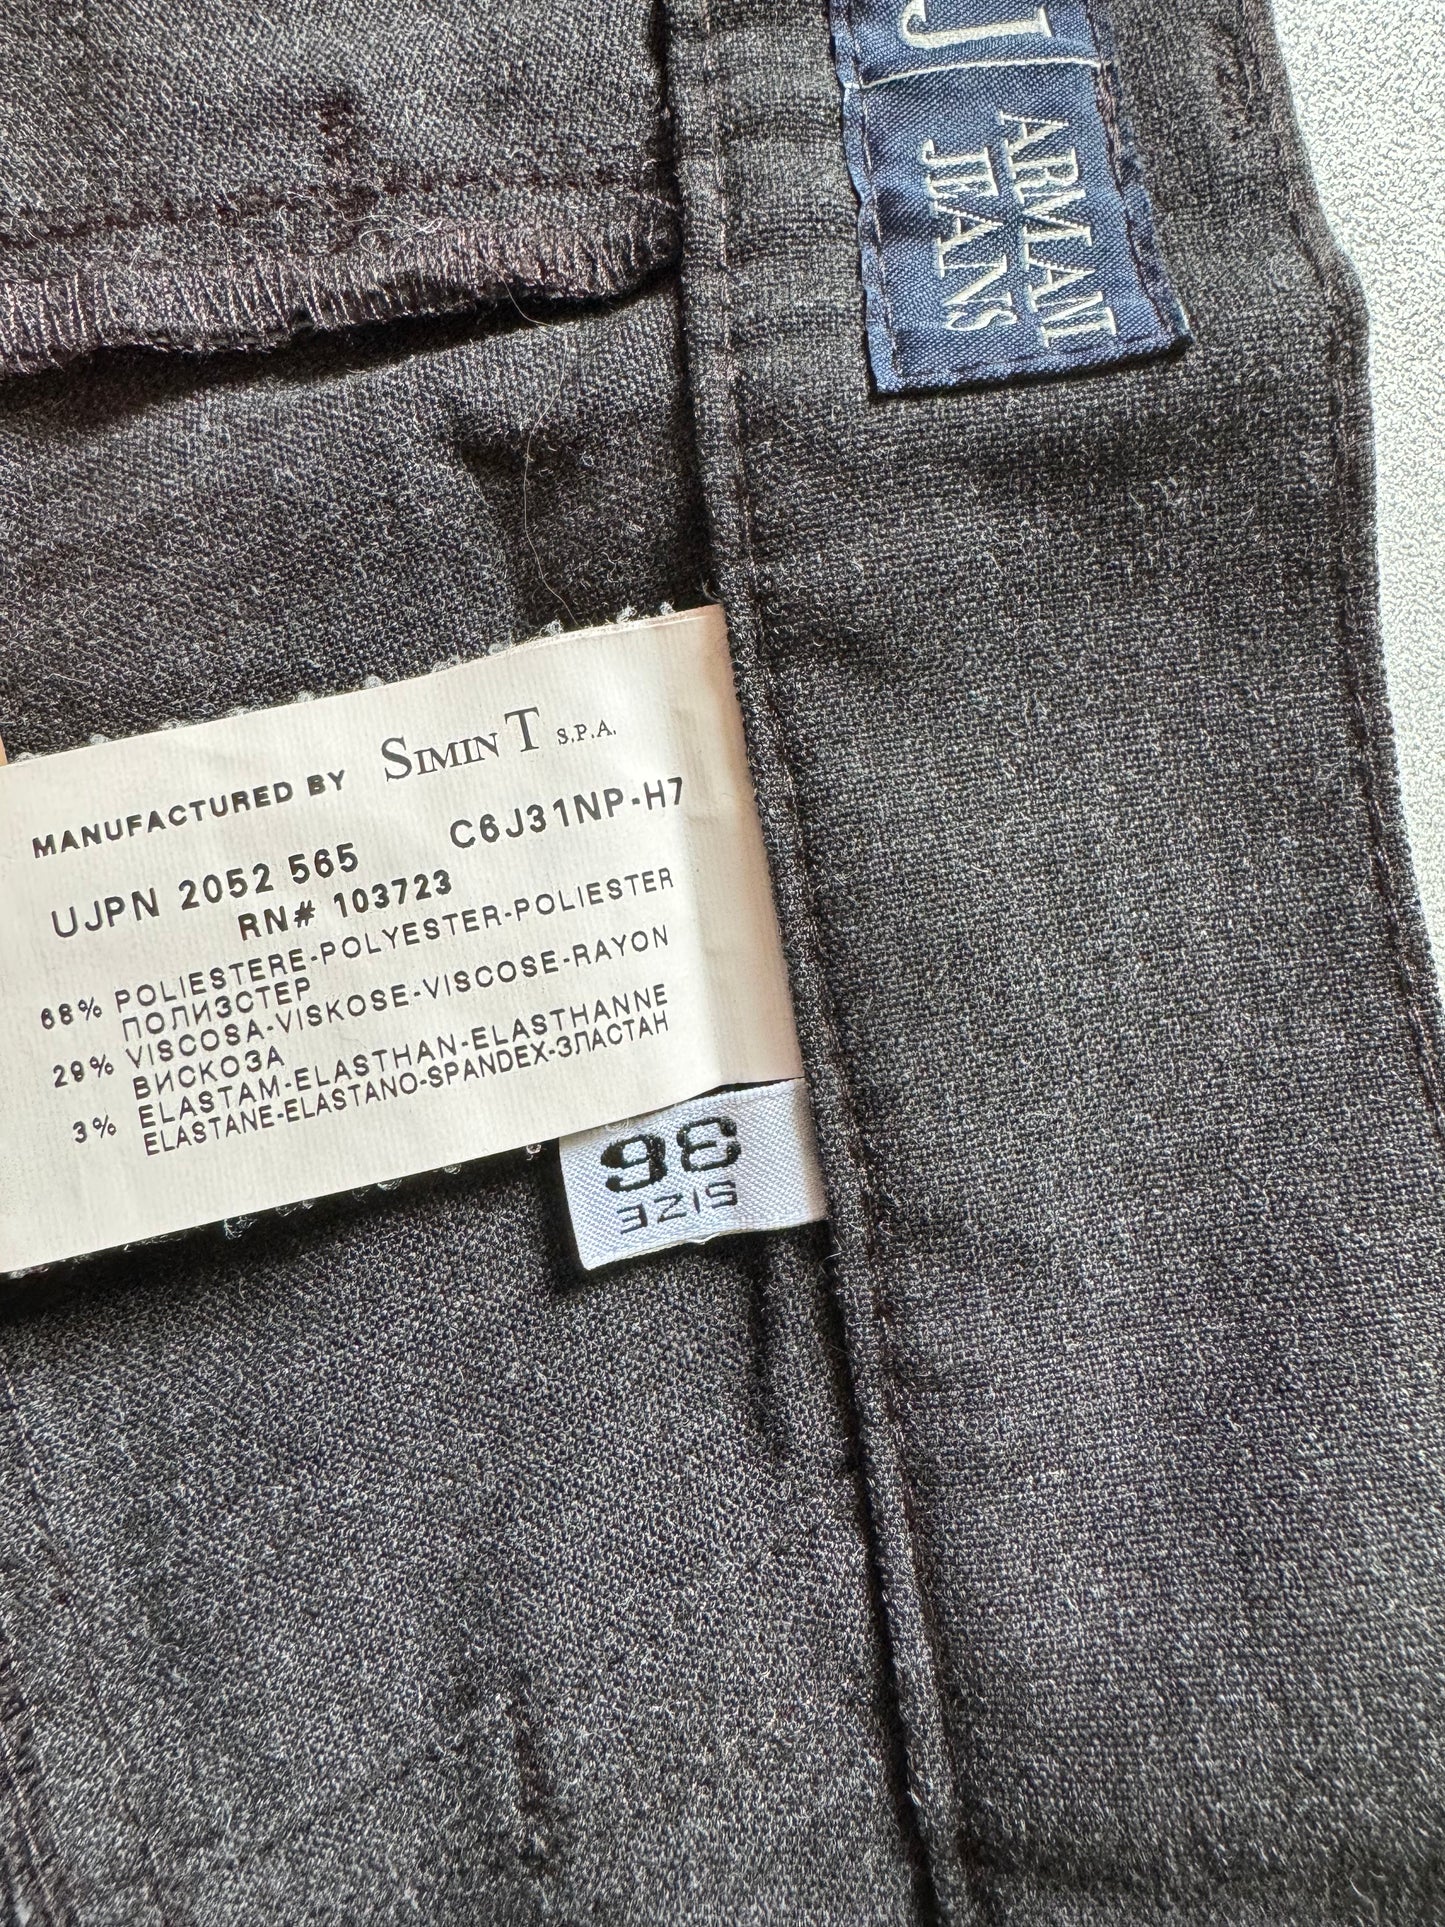 J
ARMANI
JEANS
MANUFACTURED BY SIMINT S.P.A.
UJPN 2052 565 C6J31NP-H7
RN# 103723
68% POLIESTERE-POLYESTER-POLIESTER
ПОЛИЭСТЕР
29% VISCOSA-VISKOSE-VISCOSE-RAYON
ВИСКОЗА
3% ELASTAM-ELASTHAN-ELASTHANNE
ELASTANE-ELASTANO-SPANDEX-ЭЛАСТАН
SIZE
36